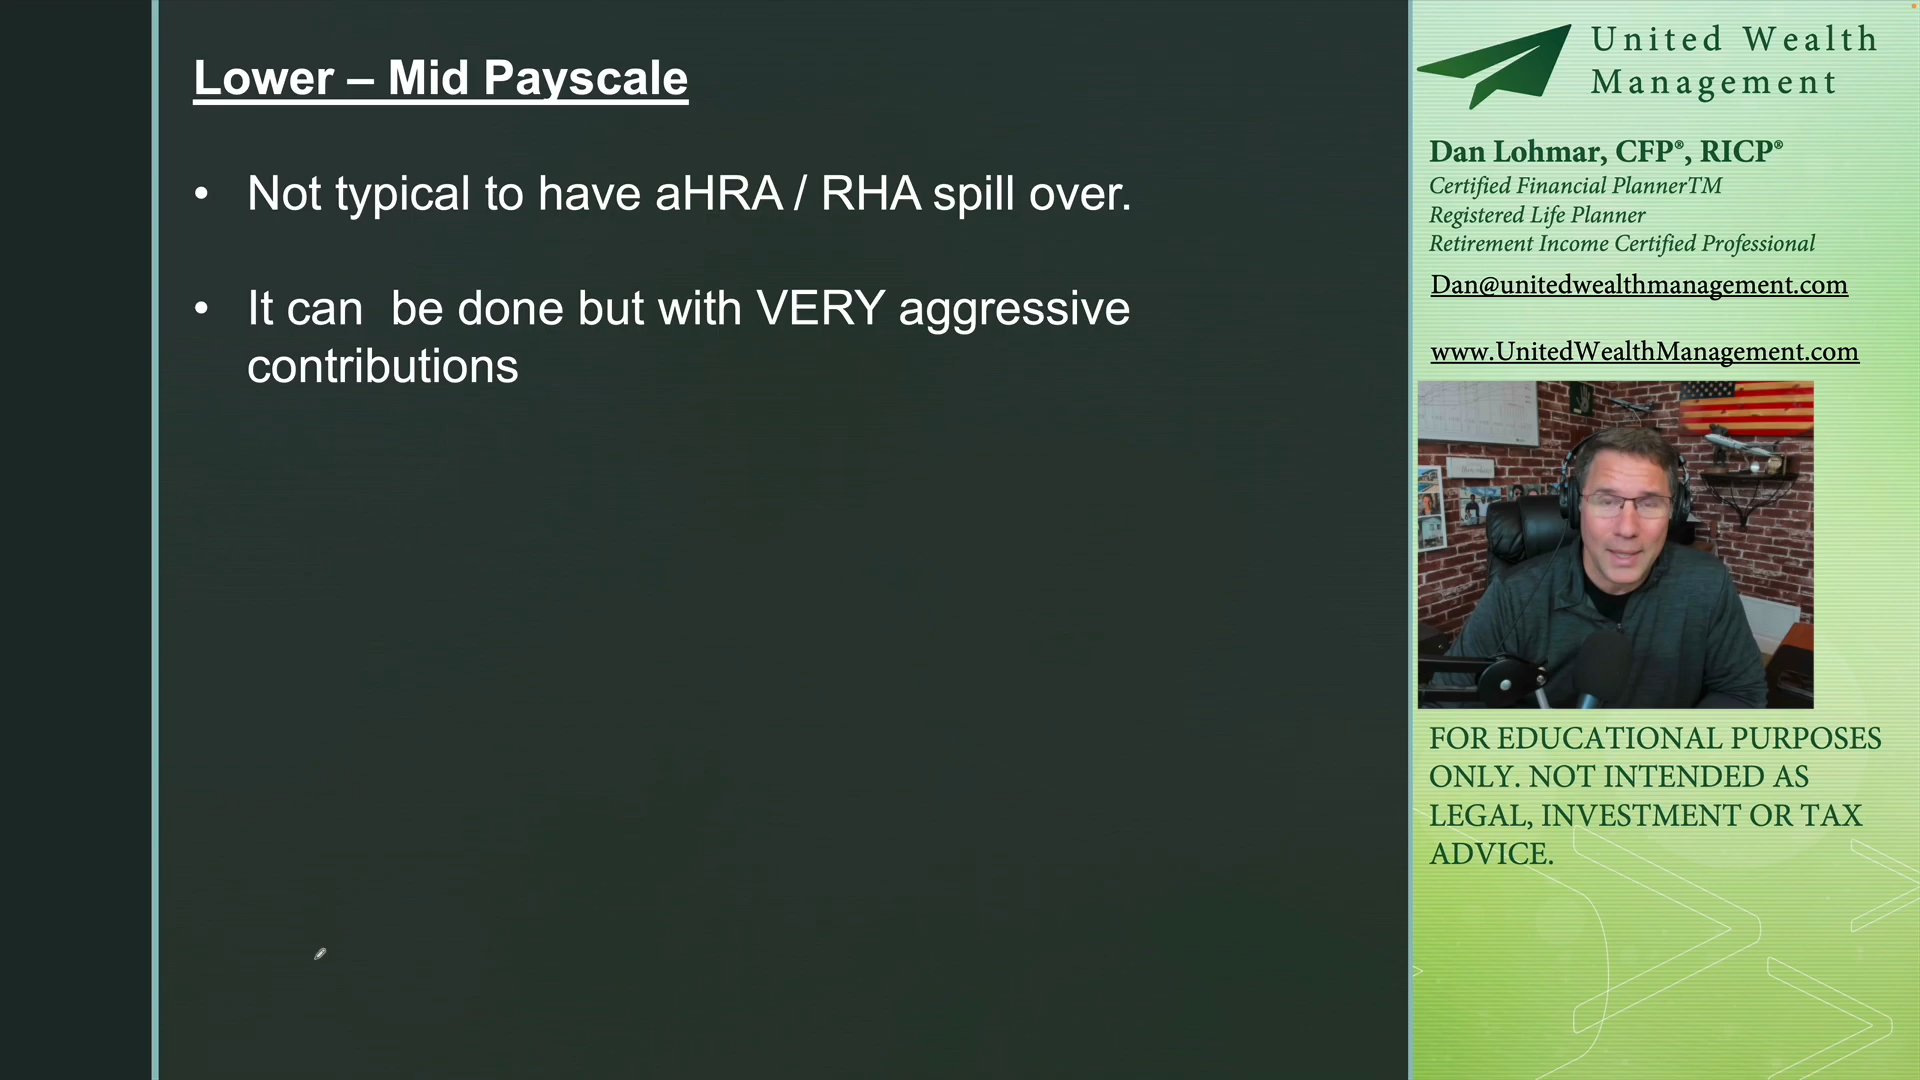 Lower – Mid Payscale
• Not typical to have aHRA / RHA spill over.
• It can  be done but with VERY aggressive
contributions
United Wealth
Management
Dan Lohmar, CFP®, RICP®
Certified Financial PlannerTM
Registered Life Planner
Retirement Income Certified Professional
Dan@unitedwealthmanagement.com
www.UnitedWealthManagement.com
FOR EDUCATIONAL PURPOSES
ONLY. NOT INTENDED AS
LEGAL, INVESTMENT OR TAX
ADVICE.